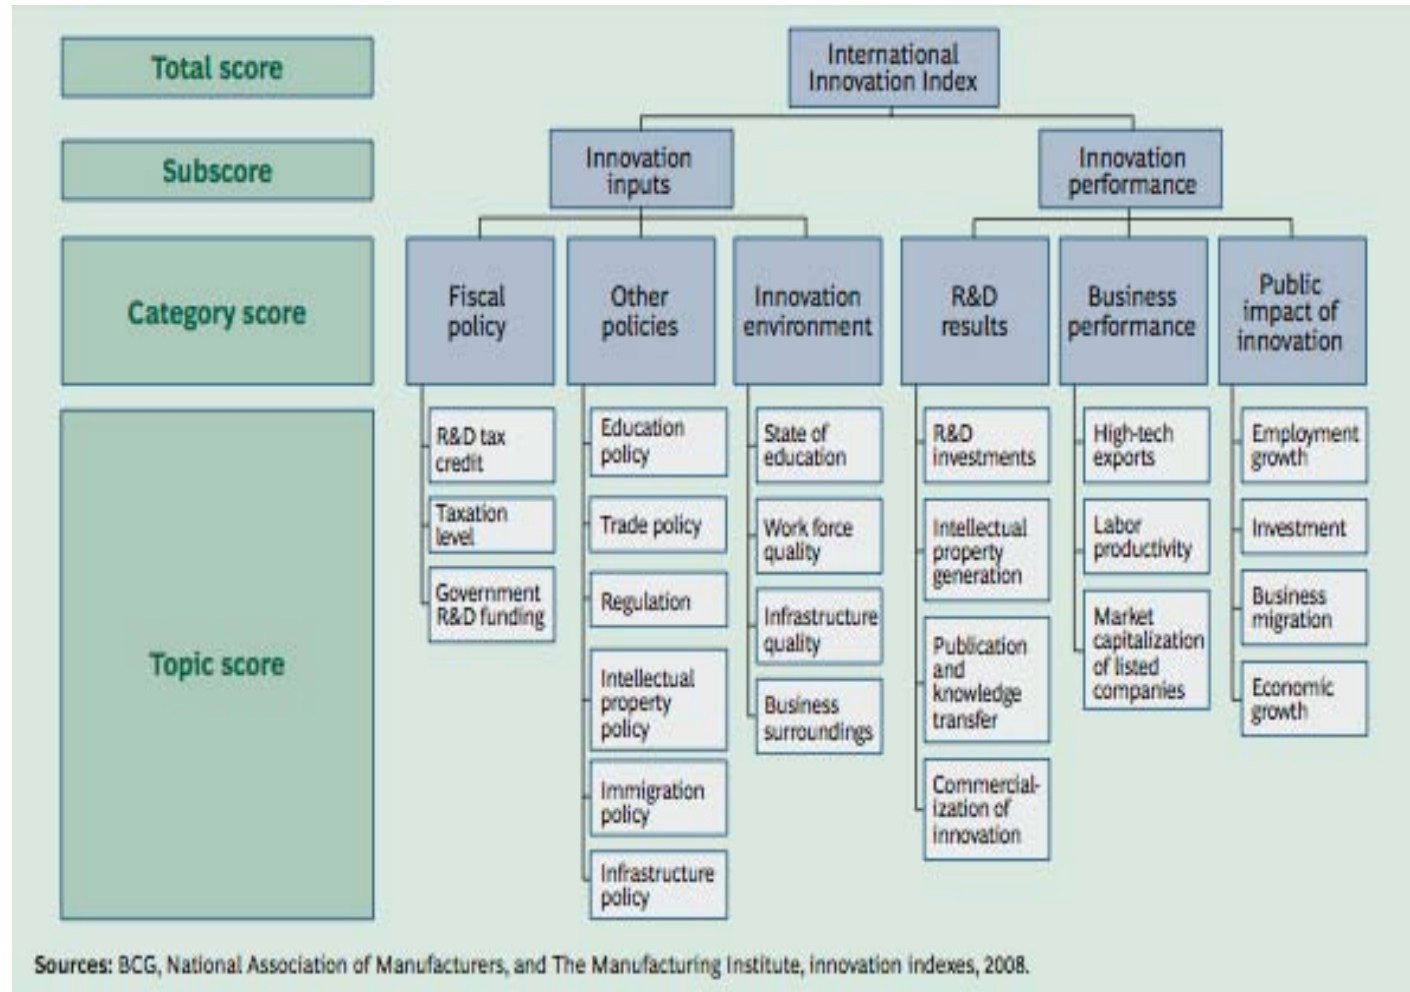 Total score
International
Innovation Index
Subscore
Innovation
inputs
Innovation
performance
Category score
Fiscal
policy
Other
policies
Innovation
environment
R&D
results
Business
performance
Public
impact of
innovation
Topic score
R&D tax
credit
Taxation
level
Government
R&D funding
Education
policy
Trade policy
Regulation
Intellectual
property
policy
Immigration
policy
Infrastructure
policy
State of
education
Work force
quality
Infrastructure
quality
Business
surroundings
R&D
investments
Intellectual
property
generation
Publication
and
knowledge
transfer
Commercial-
ization of
innovation
High-tech
exports
Labor
productivity
Market
capitalization
of listed
companies
Employment
growth
Investment
Business
migration
Economic
growth
Sources: BCG, National Association of Manufacturers, and The Manufacturing Institute, innovation indexes, 2008.